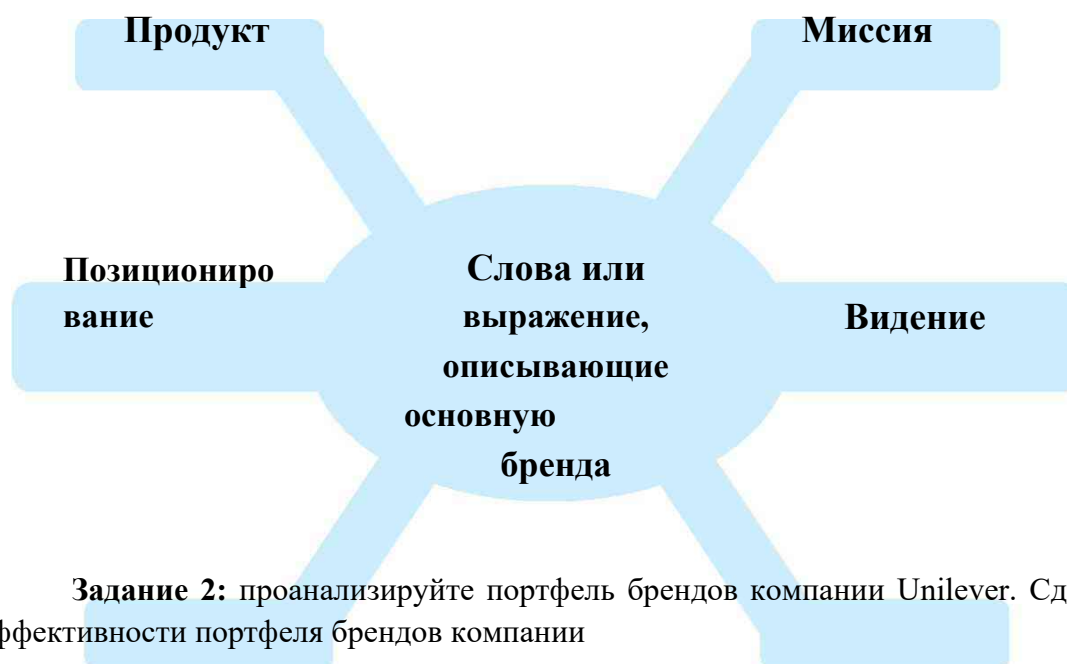 Продукт
Миссия
Позициониро
вание
Слова или
выражение,
описывающие
основную
бренда
Видение
Задание 2: проанализируйте портфель брендов компании Unilever. Сд
ффективности портфеля брендов компании